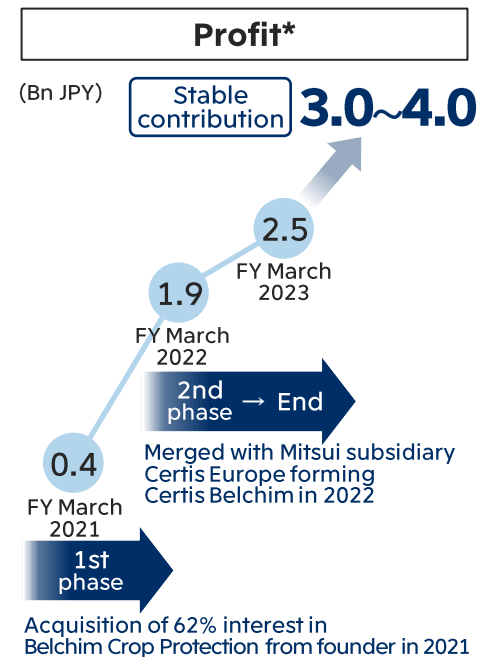 Profit*
(Bn JPY)
Stable
contribution
3.0~4.0
2.5
FY March
2023
1.9
FY March
2022
2nd
phase → End
Merged with Mitsui subsidiary
Certis Europe forming
Certis Belchim in 2022
0.4
FY March
2021
1st
phase
Acquisition of 62% interest in
Belchim Crop Protection from founder in 2021